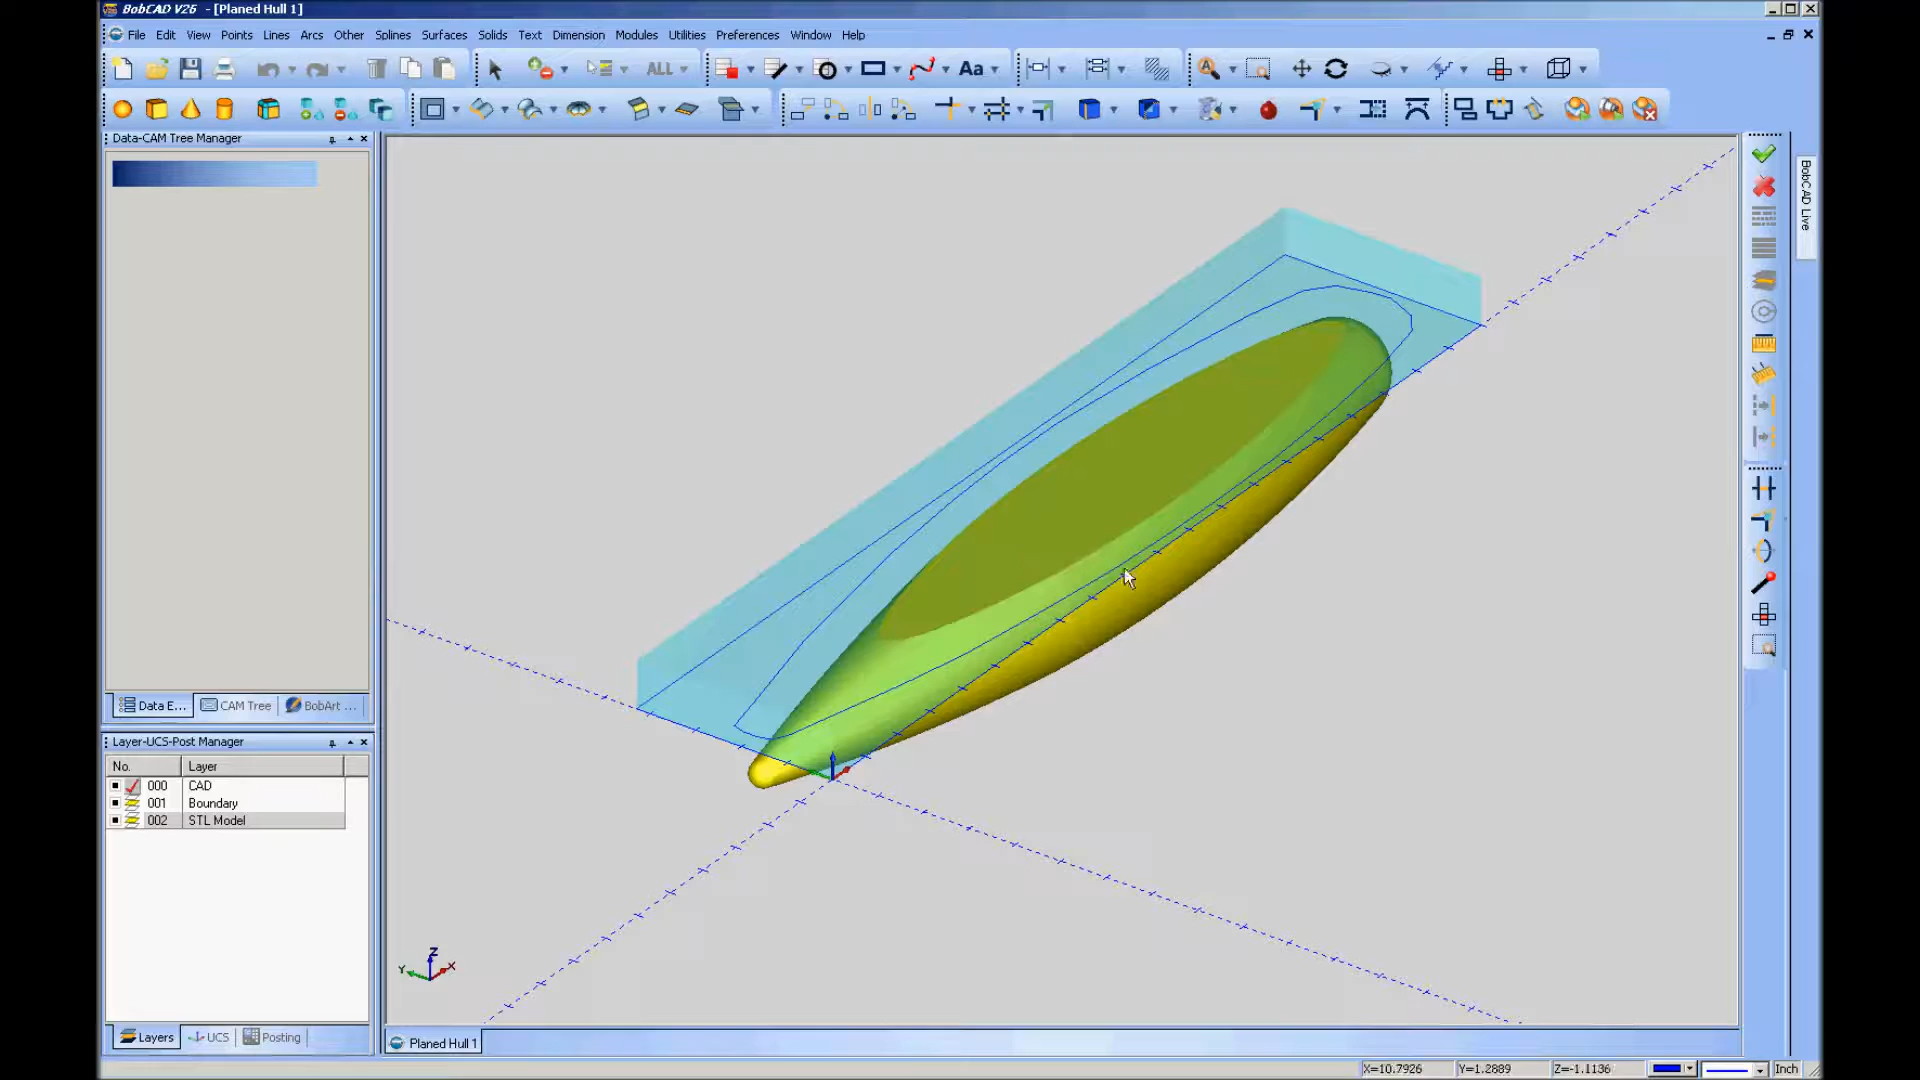 BobCAD V26 - [Planed Hull 1]
File Edit View Points Lines Arcs Other Splines Surfaces Solids Text Dimension Modules Utilities Preferences Window Help
ALL
Aa
Data-CAM Tree Manager
BobCAD Live
Data E... CAM Tree BobArt ...
Layer-UCS-Post Manager
No. Layer
000 CAD
001 Boundary
002 STL Model
Z
Y X
Layers UCS Posting
Planed Hull 1
X=10.7926 Y=1.2889 Z=-1.1136 Inch